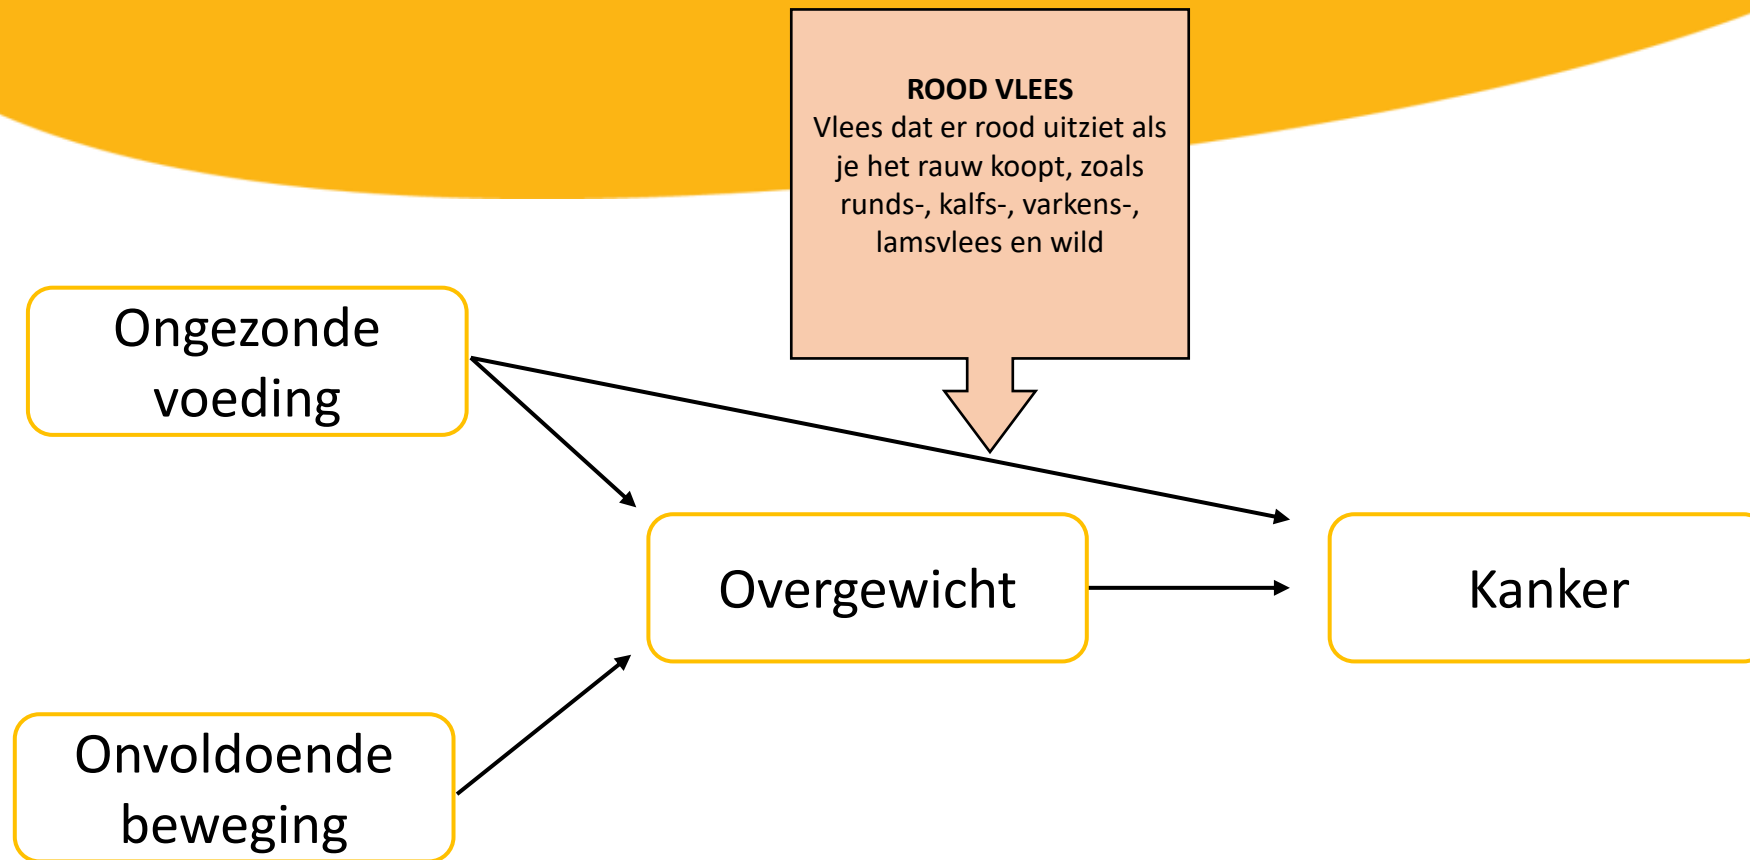 ROOD VLEES
Vlees dat er rood uitziet als
je het rauw koopt, zoals
runds-, kalfs-, varkens-,
lamsvlees en wild
Ongezonde
voeding
Overgewicht
Kanker
Onvoldoende
beweging